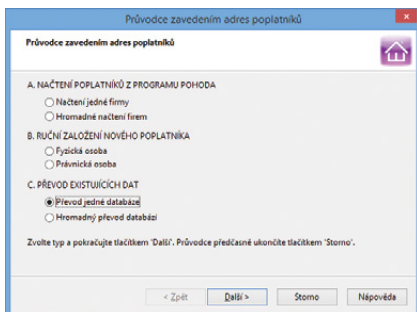 Průvodce zavedením adres poplatníků
Průvodce zavedením adres poplatníků
A. NAČTENÍ POPLATNÍKŮ Z PROGRAMU POHODA
Načtení jedné firmy
Hromadné načtení firem
B. RUČNÍ ZALOŽENÍ NOVÉHO POPLATNÍKA
Fyzická osoba
Právnická osoba
C. PŘEVOD EXISTUJÍCÍCH DAT
Převod jedné databáze
Hromadný převod databází
Zvolte typ a pokračujte tlačítkem 'Další'. Průvodce předčasně ukončíte tlačítkem 'Storno'.
< Zpět Další > Storno Nápověda